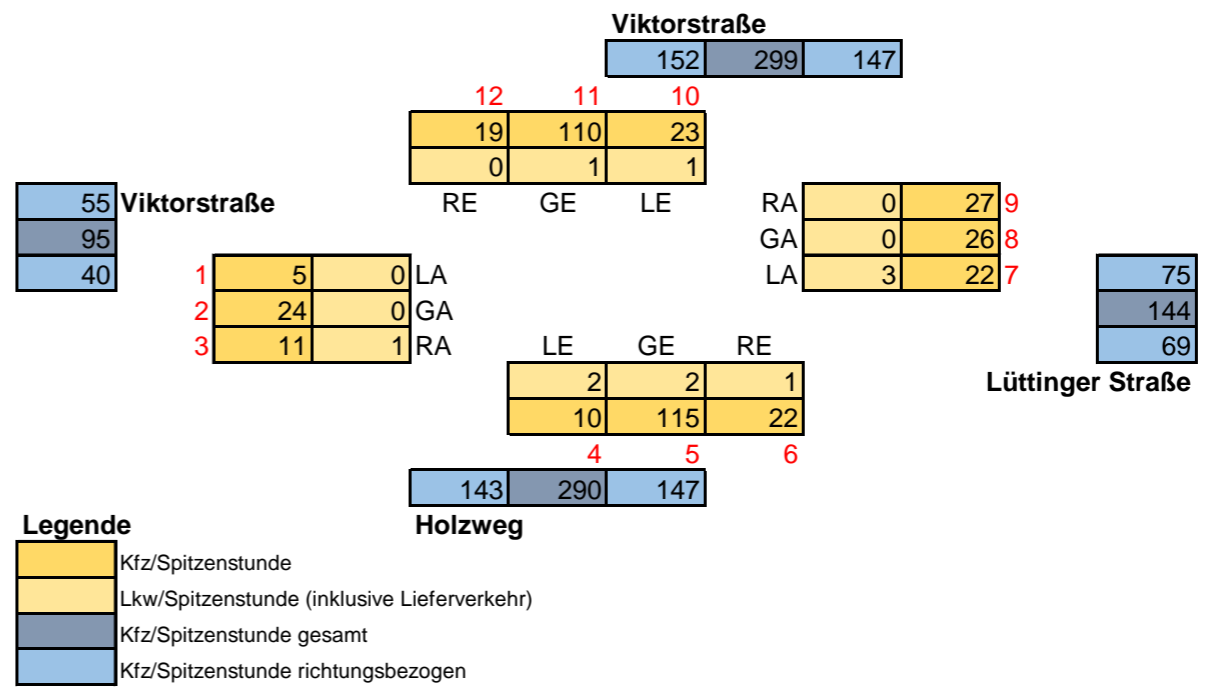 Viktorstraße
152 299 147
12 11 10
19 110 23
0 1 1
RE GE LE
55 Viktorstraße
95
40
RA 0 27 9
GA 0 26 8
LA 3 22 7
1 5 0 LA
2 24 0 GA
3 11 1 RA
75
144
69
Lüttinger Straße
LE GE RE
2 2 1
10 115 22
4 5 6
143 290 147
Holzweg
Legende
Kfz/Spitzenstunde
Lkw/Spitzenstunde (inklusive Lieferverkehr)
Kfz/Spitzenstunde gesamt
Kfz/Spitzenstunde richtungsbezogen